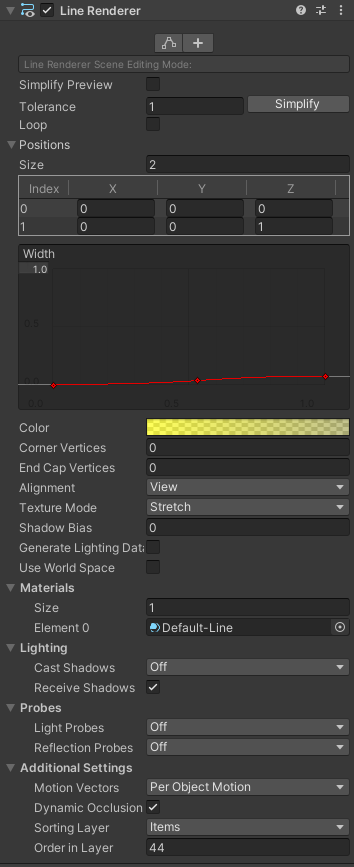 Line Renderer
Line Renderer Scene Editing Mode:
Simplify Preview
Tolerance 1 Simplify
Loop
Positions
Size 2
Index X Y Z
0 0 0 0
1 0 0 1
Width
1.0
0.5
0.0
0.0 0.5 1.0
Color
Corner Vertices 0
End Cap Vertices 0
Alignment View
Texture Mode Stretch
Shadow Bias 0
Generate Lighting Dat
Use World Space
Materials
Size 1
Element 0 Default-Line
Lighting
Cast Shadows Off
Receive Shadows
Probes
Light Probes Off
Reflection Probes Off
Additional Settings
Motion Vectors Per Object Motion
Dynamic Occlusion
Sorting Layer Items
Order in Layer 44